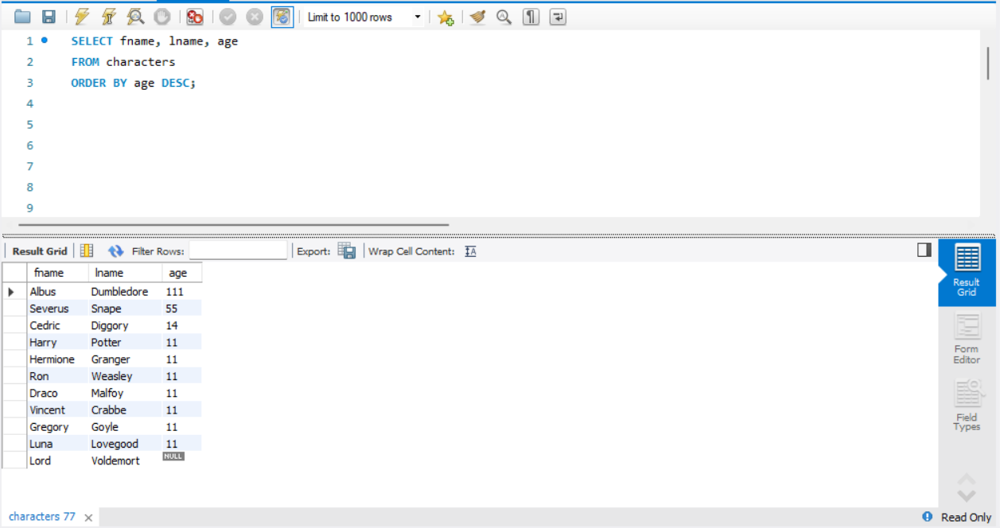 Limit to 1000 rows
1 SELECT fname, lname, age
2 FROM characters
3 ORDER BY age DESC;
4
5
6
7
8
9
Result Grid Filter Rows: Export: Wrap Cell Content:
fname lname age
Albus Dumbledore 111
Severus Snape 55
Cedric Diggory 14
Harry Potter 11
Hermione Granger 11
Ron Weasley 11
Draco Malfoy 11
Vincent Crabbe 11
Gregory Goyle 11
Luna Lovegood 11
Lord Voldemort NULL
Result
Grid
Form
Editor
Field
Types
characters 77
Read Only